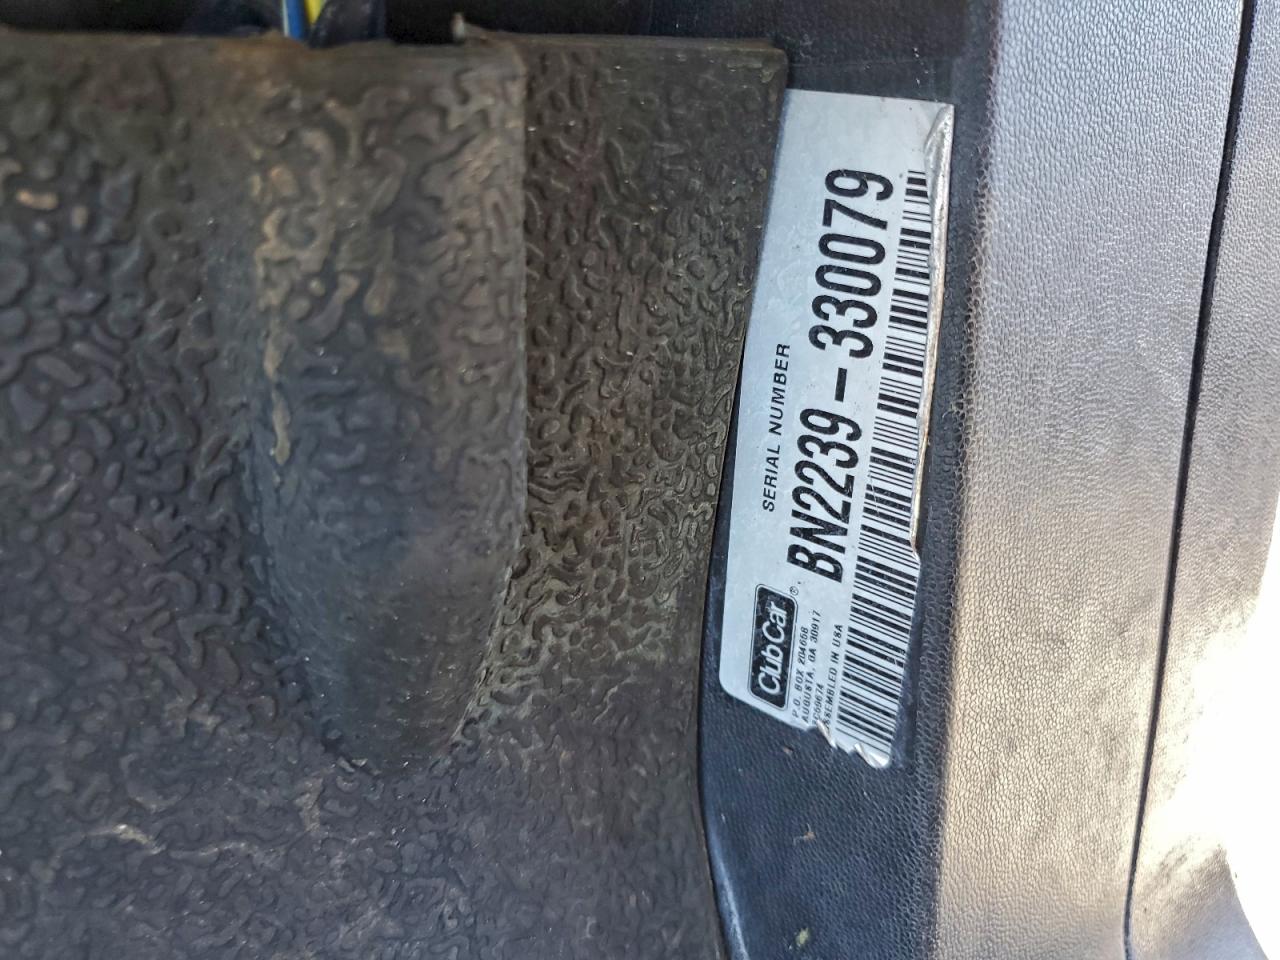 SERIAL NUMBER
BN2239-330079
Club Car®
P.O. BOX 204658
AUGUSTA, GA 30917
ASSEMBLED IN USA